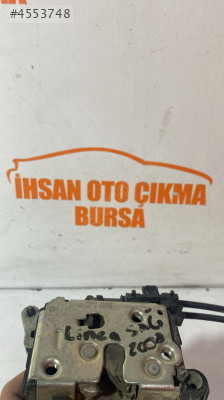 #4553748
İHSAN OTO ÇIKMA
BURSA
Linea SAĞ
2008